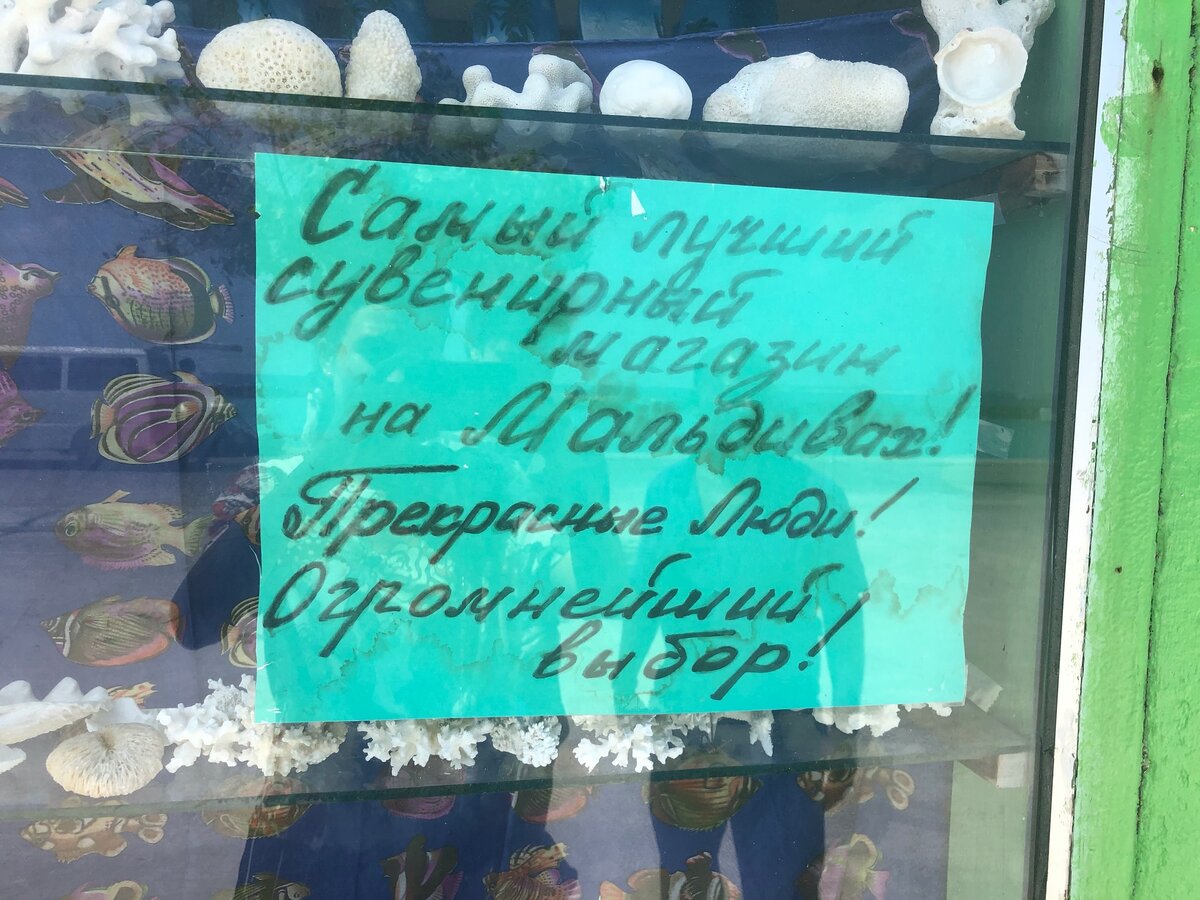 Самый лучший
сувенирный
магазин
на Мальдивах!
Прекрасные Люди!
Огромнейший
выбор!